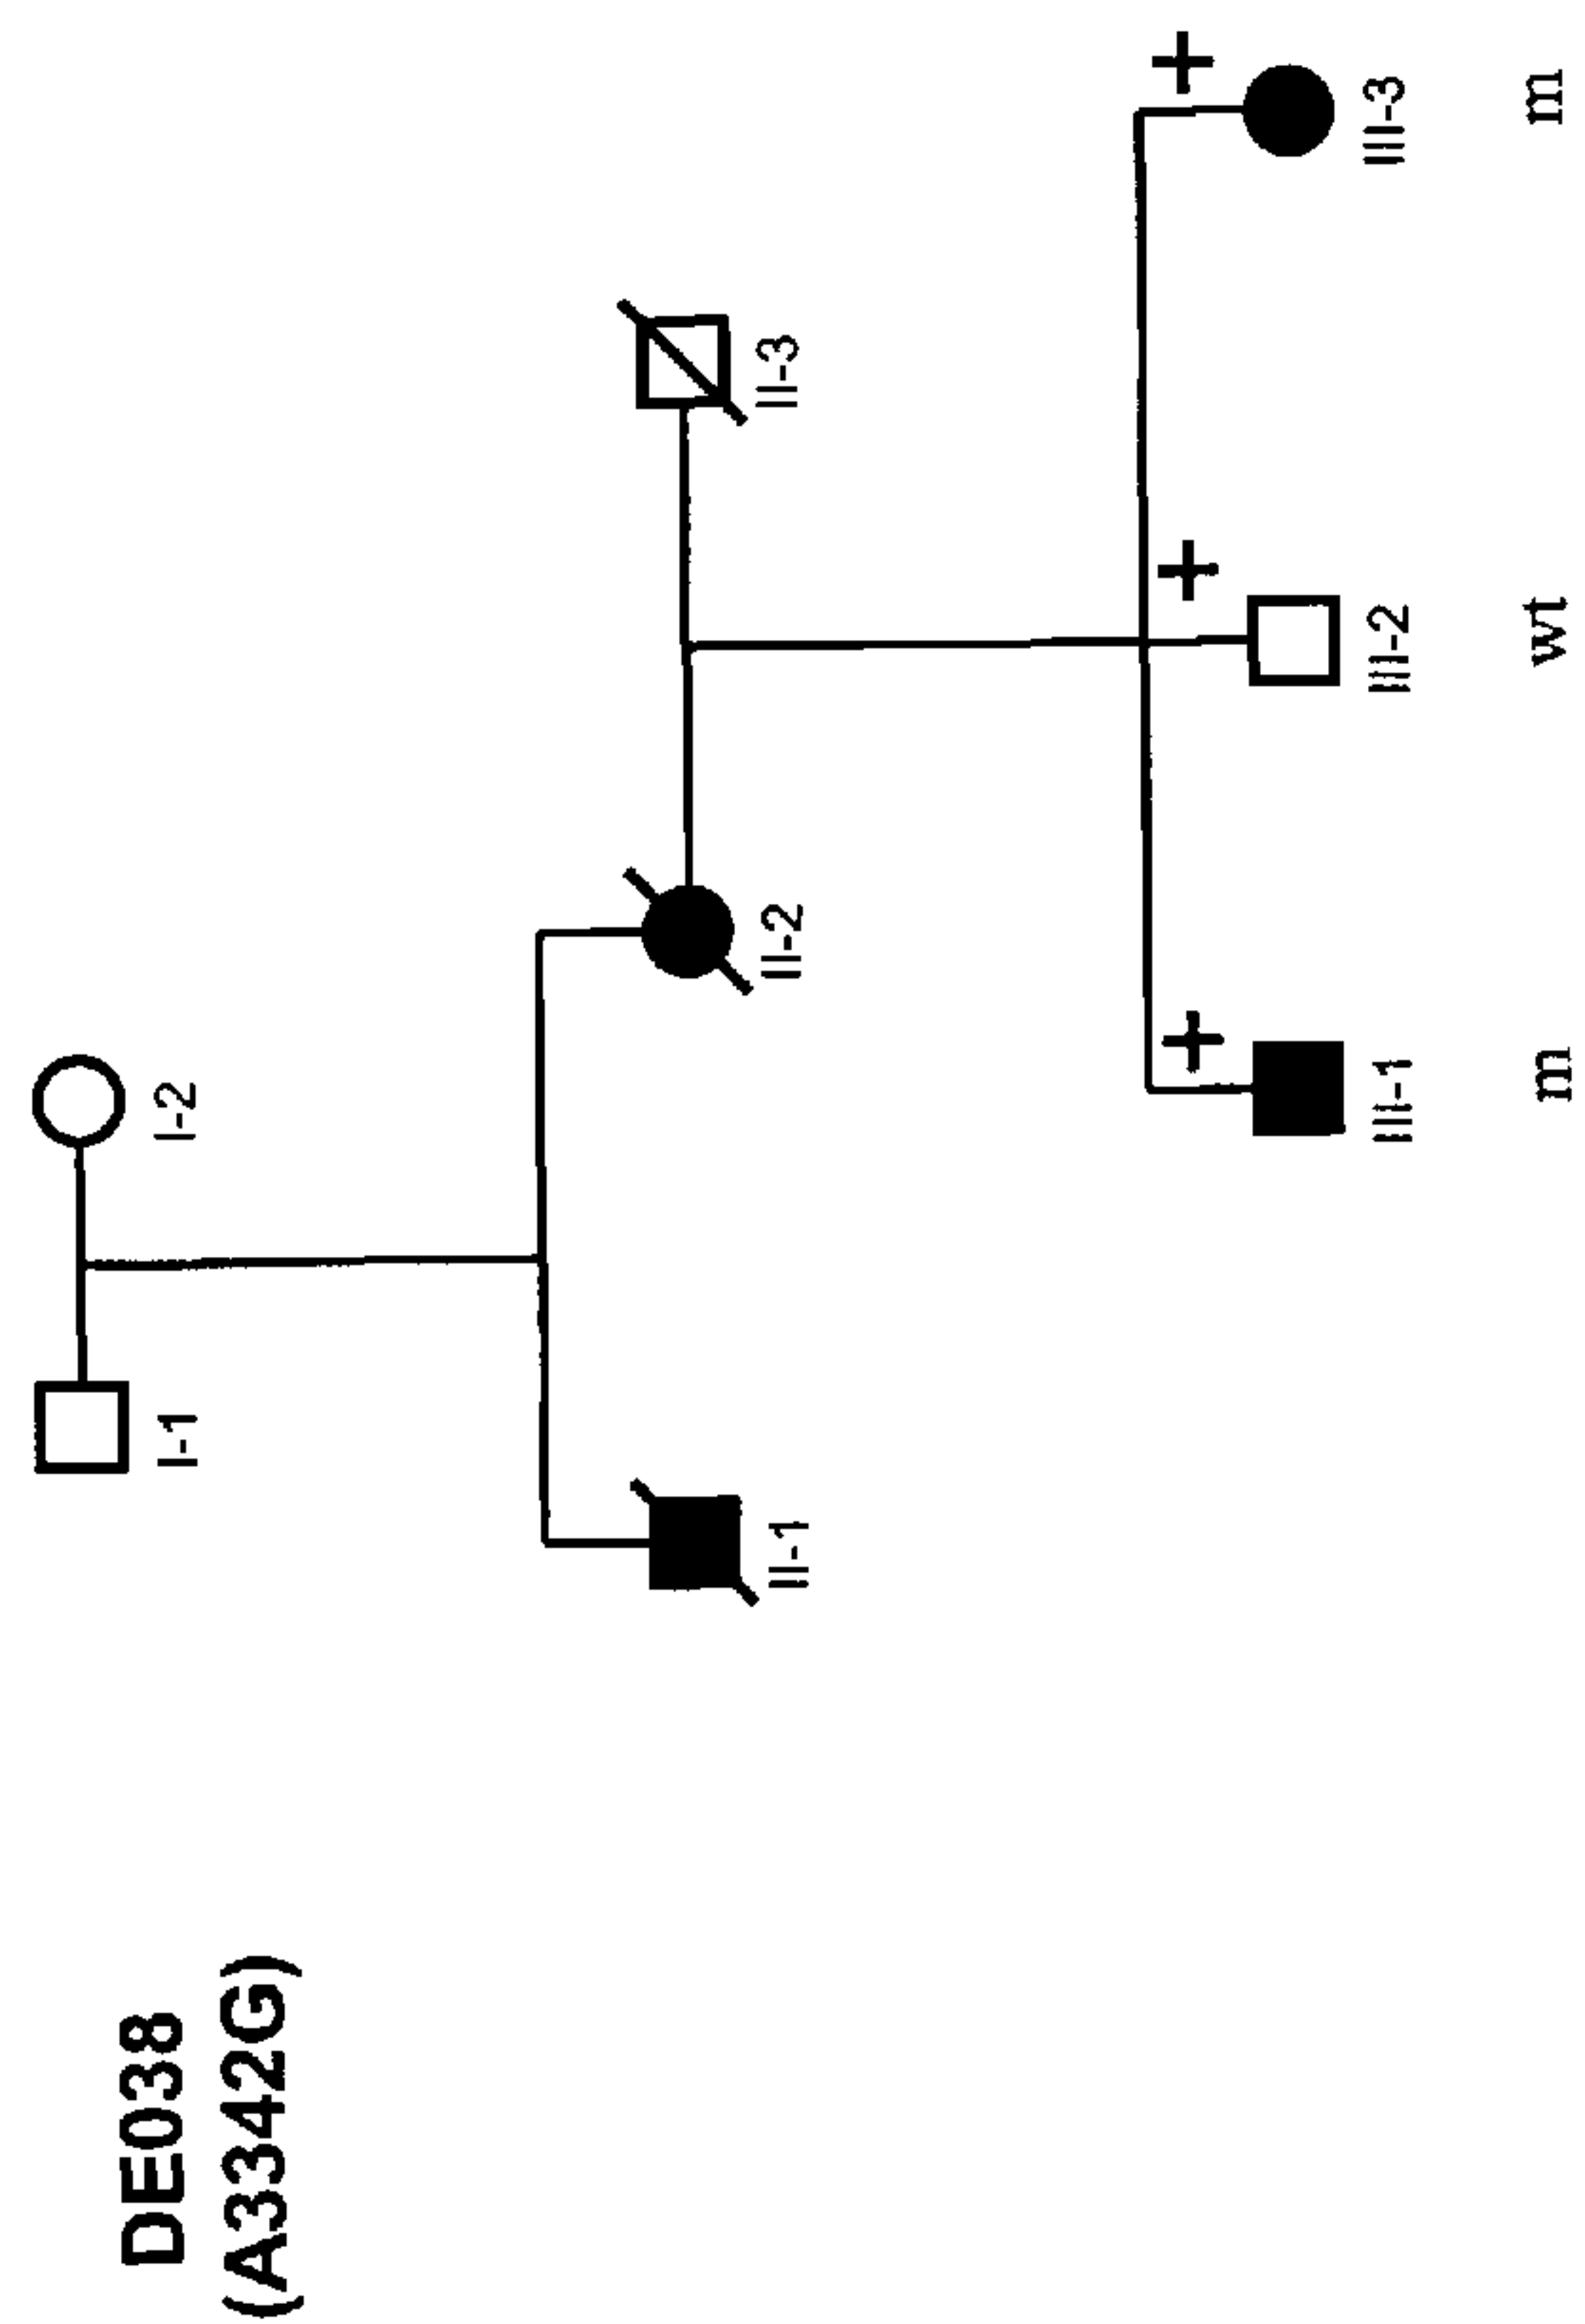 DE038
(A3342G)
I-1 I-2
II-1 II-2 II-3
+ + +
III-1 III-2 III-3
m wt m